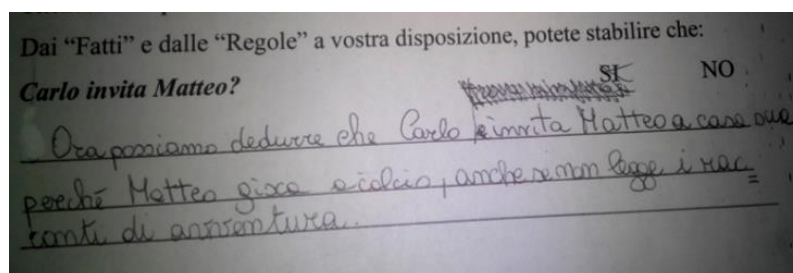 Dai “Fatti” e dalle “Regole” a vostra disposizione, potete stabilire che:
Carlo invita Matteo?
SI NO
Ora possiamo dedurre che Carlo invita Matteo a casa sua
perché Matteo gioca a calcio, anche se non legge i rac
conti di avventura.